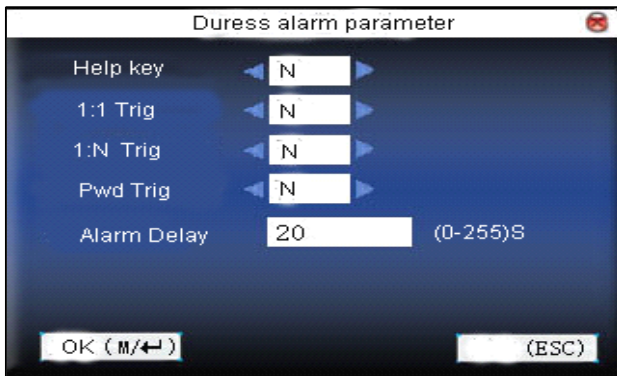 Duress alarm parameter
Help key N
1:1 Trig N
1:N Trig N
Pwd Trig N
Alarm Delay 20 (0-255)S
OK (M/↵) (ESC)